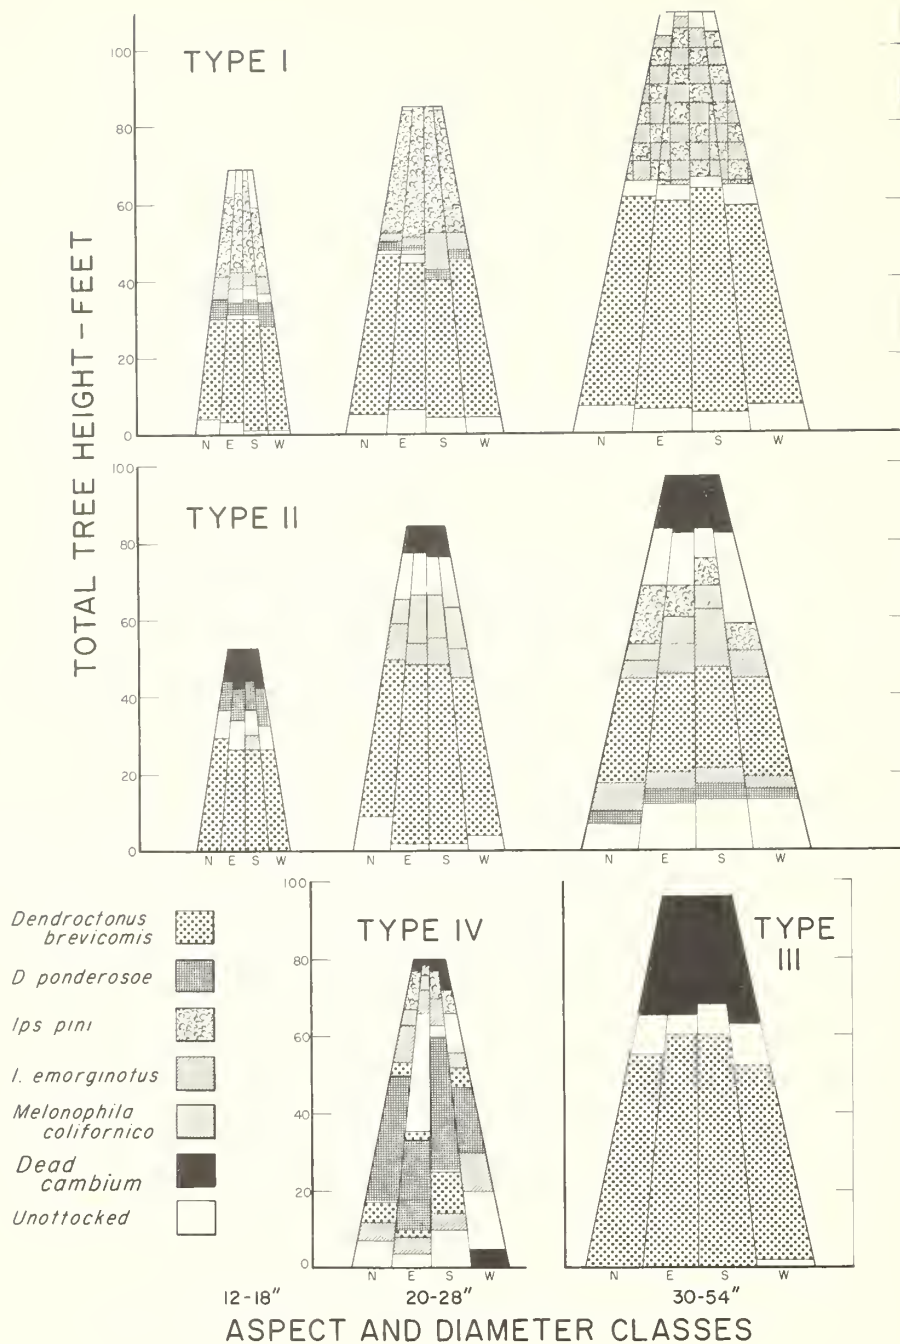 TOTAL TREE HEIGHT-FEET
TYPE I
100
80
60
40
20
0
N E S W
N E S W
N E S W
TYPE II
100
80
60
40
20
0
N E S W
N E S W
N E S W
Dendroctonus
brevicomis
D ponderosoe
Ips pini
I. emorginotus
Melonophila
colifornico
Dead
cambium
Unottocked
TYPE IV
100
80
60
40
20
0
N E S W
TYPE
III
N E S W
12-18" 20-28" 30-54"
ASPECT AND DIAMETER CLASSES